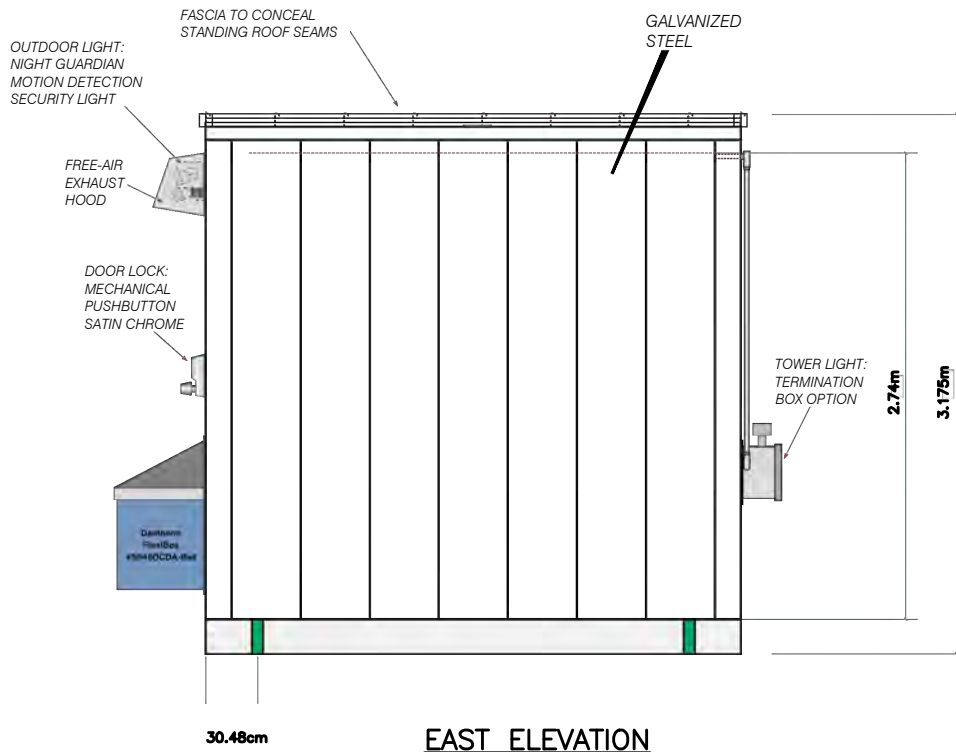 FASCIA TO CONCEAL
STANDING ROOF SEAMS
GALVANIZED
STEEL
OUTDOOR LIGHT:
NIGHT GUARDIAN
MOTION DETECTION
SECURITY LIGHT
FREE-AIR
EXHAUST
HOOD
DOOR LOCK:
MECHANICAL
PUSHBUTTON
SATIN CHROME
TOWER LIGHT:
TERMINATION
BOX OPTION
2.74m
3.175m
Dantherm
FlexiBox
30.48cm
EAST ELEVATION